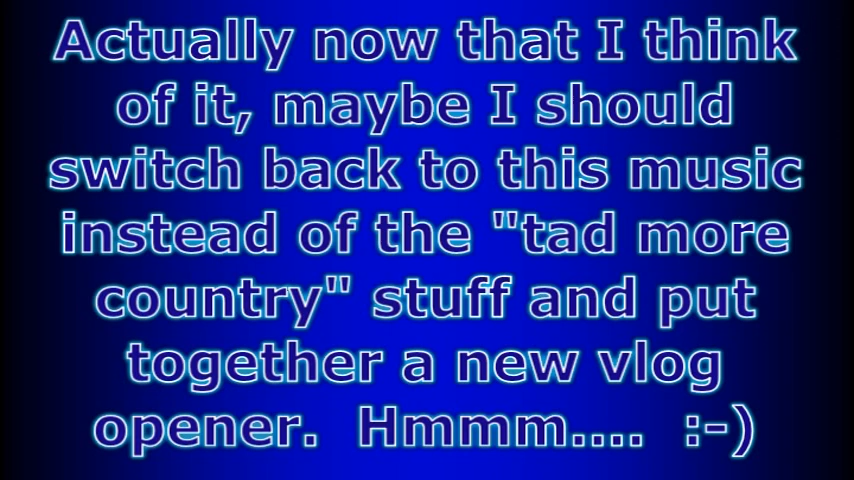 Actually now that I think
of it, maybe I should
switch back to this music
instead of the "tad more
country" stuff and put
together a new vlog
opener.  Hmmm....  :-)